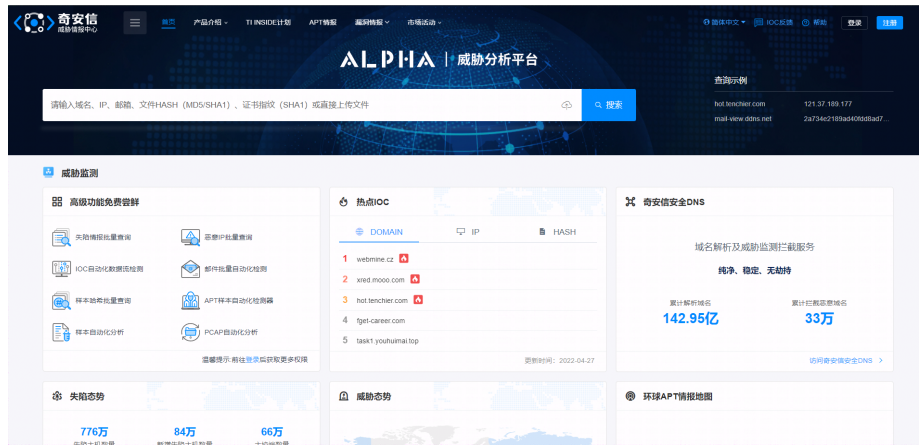 奇安信
威胁情报中心
首页 产品介绍 TI INSIDE计划 APT情报 漏洞情报 市场活动
简体中文 IOC反馈 帮助 登录 注册
ALPHA | 威胁分析平台
请输入域名、IP、邮箱、文件HASH（MD5/SHA1）、证书指纹（SHA1）或直接上传文件
搜索
查询示例
hot.tenchier.com 121.37.189.177
mail-view.ddns.net 2a734e2189ad40fdd8ad7...
威胁监测
高级功能免费尝鲜
失陷情报批量查询 恶意IP批量查询
IOC自动化数据流检测 邮件批量自动化检测
样本哈希批量查询 APT样本自动化检测器
样本自动化分析 PCAP自动化分析
温馨提示:前往登录后获取更多权限
热点IOC
DOMAIN IP HASH
1 webmine.cz
2 xred.mooo.com
3 hot.tenchier.com
4 fget-career.com
5 task1.youhuimai.top
更新时间：2022-04-27
奇安信安全DNS
域名解析及威胁监测拦截服务
纯净、稳定、无劫持
累计解析域名 累计拦截恶意域名
142.95亿 33万
访问奇安信安全DNS >
失陷态势
776万 84万 66万
威胁态势
环球APT情报地图